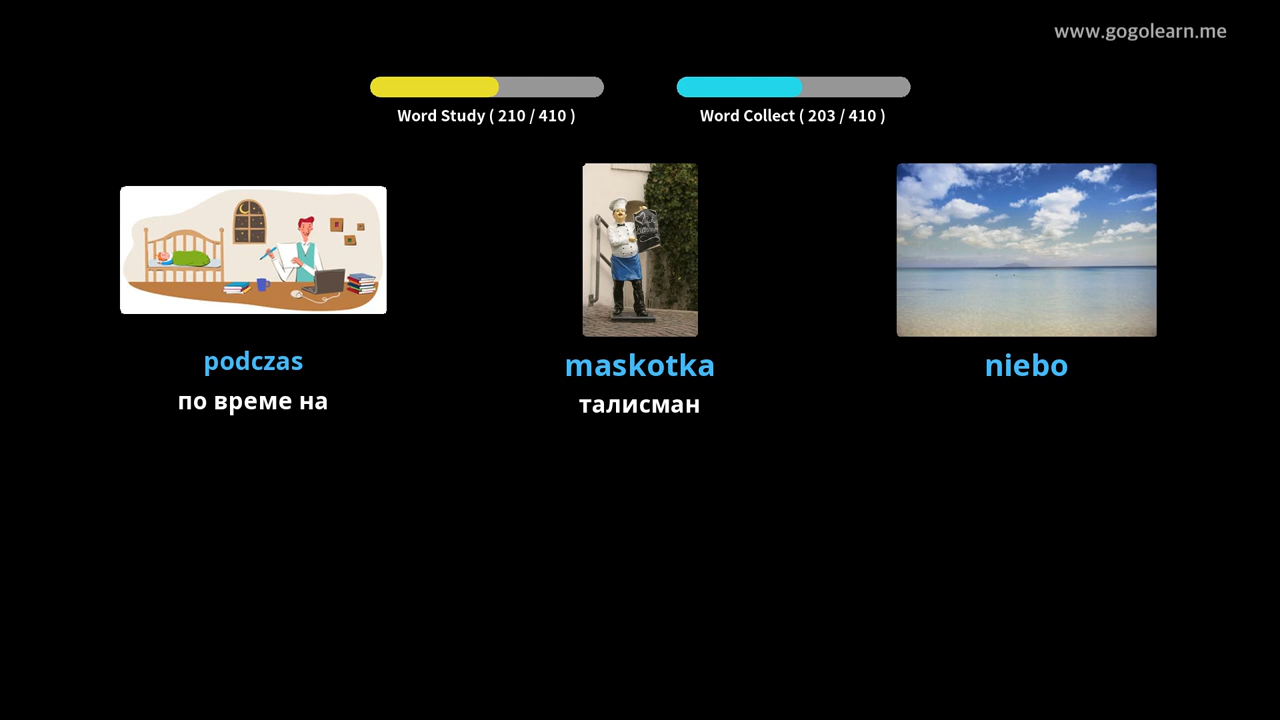 www.gogolearn.me
Word Study ( 210 / 410 )
Word Collect ( 203 / 410 )
podczas
по време на
maskotka
талисман
niebo